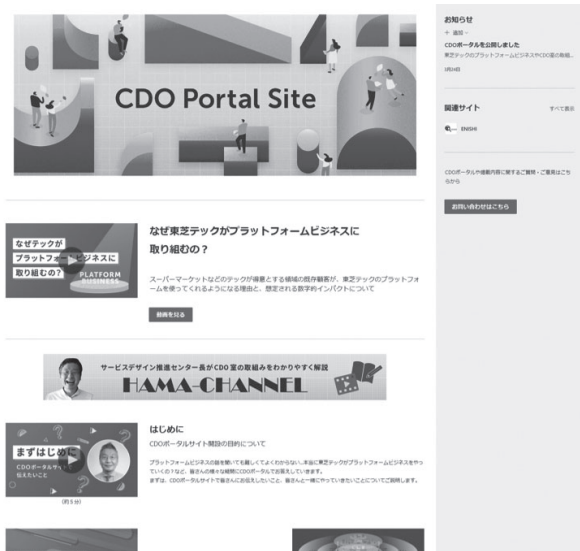 CDO Portal Site
なぜテックが
プラットフォームビジネスに
取り組むの?
PLATFORM
BUSINESS
なぜ東芝テックがプラットフォームビジネスに
取り組むの?
スーパーマーケットなどのテックが得意とする領域の既存顧客が、東芝テックのプラットフォ
ームを使ってくれるようになる理由と、想定される数字的インパクトについて
動画を見る
サービスデザイン推進センター長がCDO室の取組みをわかりやすく解説
HAMA-CHANNEL
まずはじめに
CDOポータルサイトで
伝えたいこと
(約5分)
はじめに
CDOポータルサイト開設の目的について
プラットフォームビジネスの話を聞いても難しくてよくわからない…本当に東芝テックがプラットフォームビジネスをやっ
ていくの?など、皆さんの様々な疑問にCDOポータルでお答えしていきます。
まずは、CDOポータルサイトで皆さんにお伝えしたいこと、皆さんと一緒にやっていきたいことについてご説明します。
お知らせ
+ 追加
CDOポータルを公開しました
東芝テックのプラットフォームビジネスやCDO室の取組...
関連サイト
すべて表示
ENISHI
CDOポータルや掲載内容に関するご質問・ご意見はこち
らから
お問い合わせはこちら